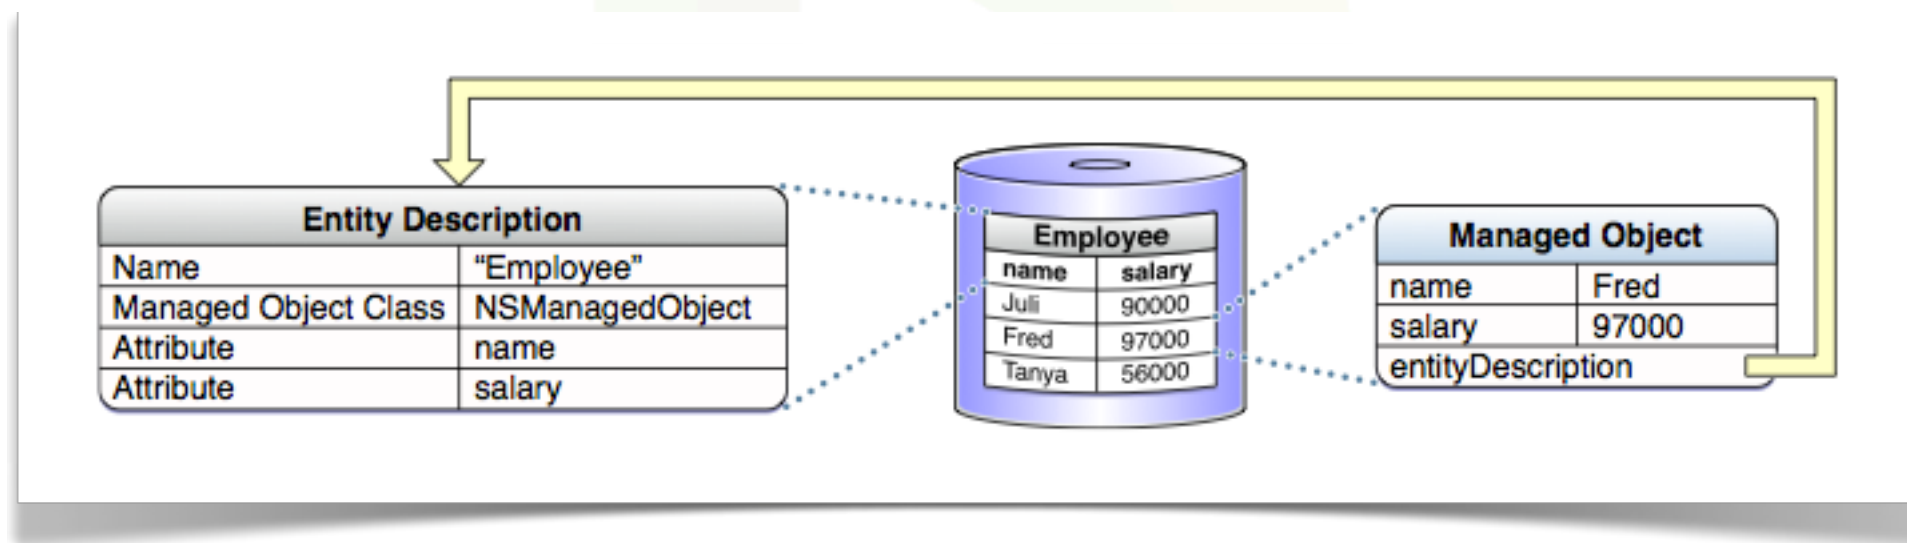 Entity Description
Name “Employee”
Managed Object Class NSManagedObject
Attribute name
Attribute salary
Employee
name salary
Juli 90000
Fred 97000
Tanya 56000
Managed Object
name Fred
salary 97000
entityDescription